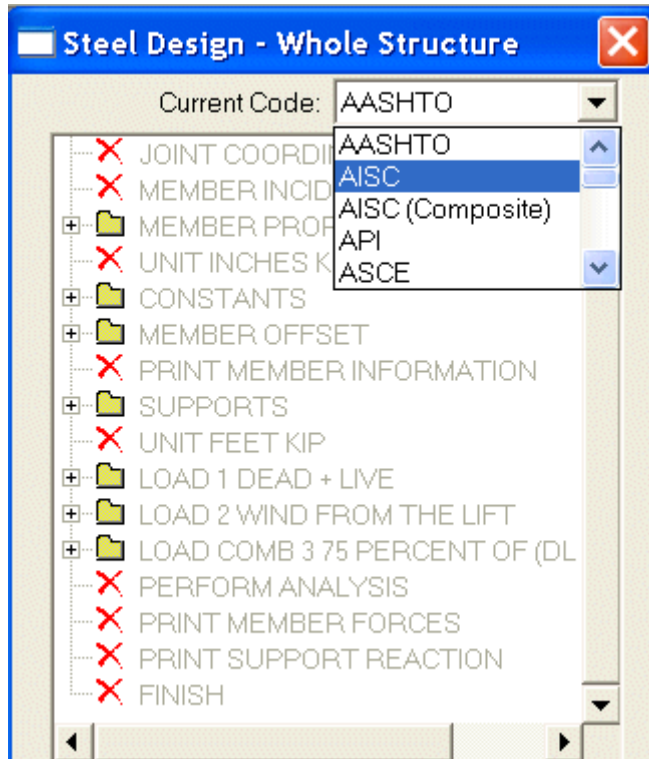 Steel Design - Whole Structure
Current Code: AASHTO
AASHTO
AISC
AISC (Composite)
API
ASCE
JOINT COORDI
MEMBER INCID
MEMBER PROP
UNIT INCHES K
CONSTANTS
MEMBER OFFSET
PRINT MEMBER INFORMATION
SUPPORTS
UNIT FEET KIP
LOAD 1 DEAD + LIVE
LOAD 2 WIND FROM THE LIFT
LOAD COMB 3 75 PERCENT OF (DL
PERFORM ANALYSIS
PRINT MEMBER FORCES
PRINT SUPPORT REACTION
FINISH